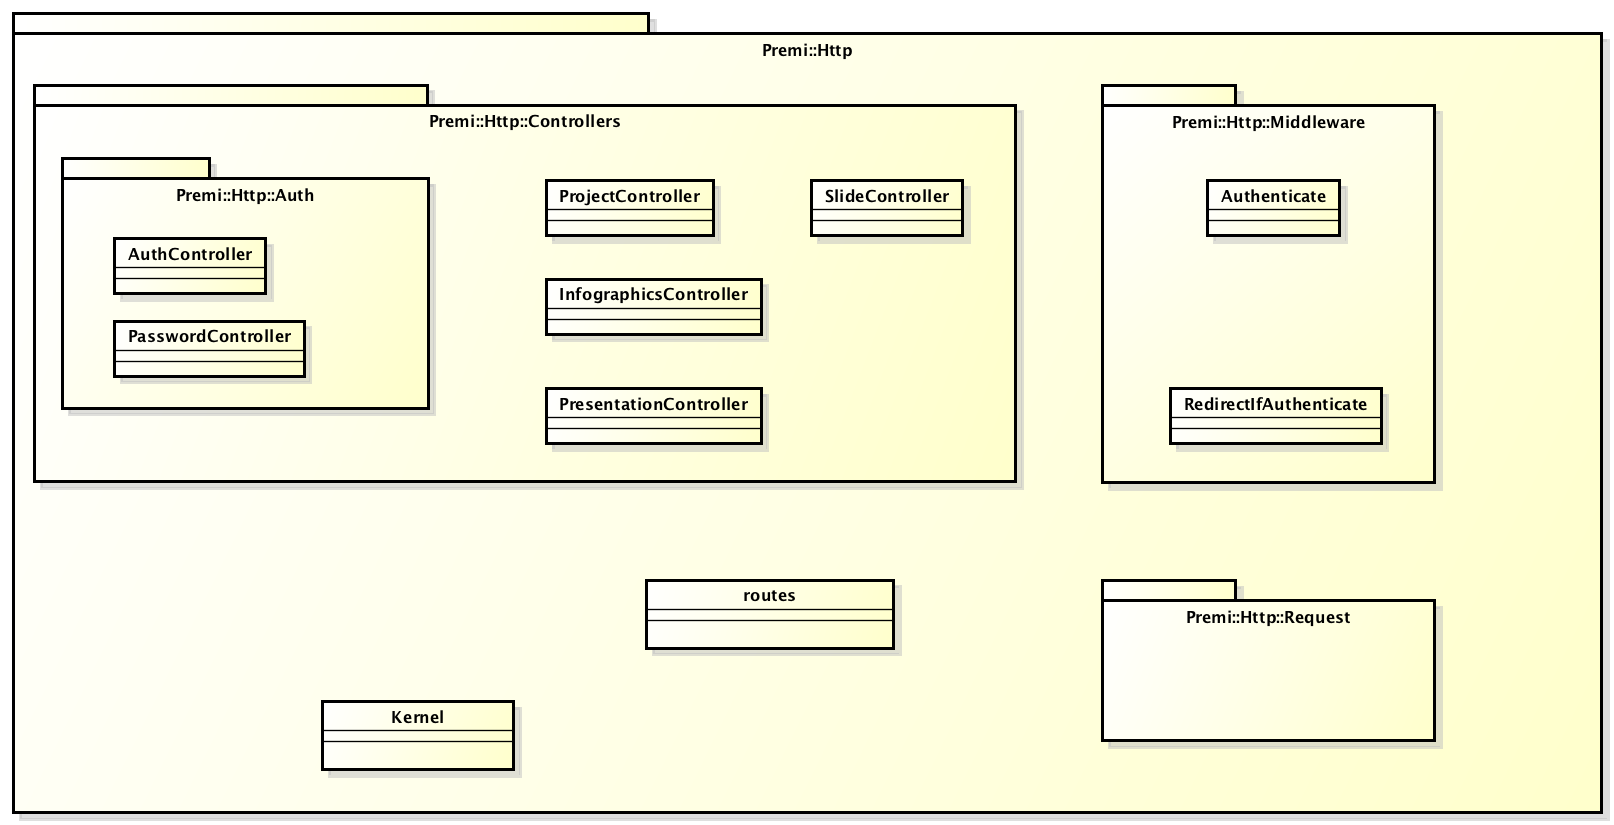 Premi::Http
Premi::Http::Controllers
Premi::Http::Auth
AuthController
PasswordController
ProjectController
SlideController
InfographicsController
PresentationController
Premi::Http::Middleware
Authenticate
RedirectIfAuthenticate
routes
Kernel
Premi::Http::Request